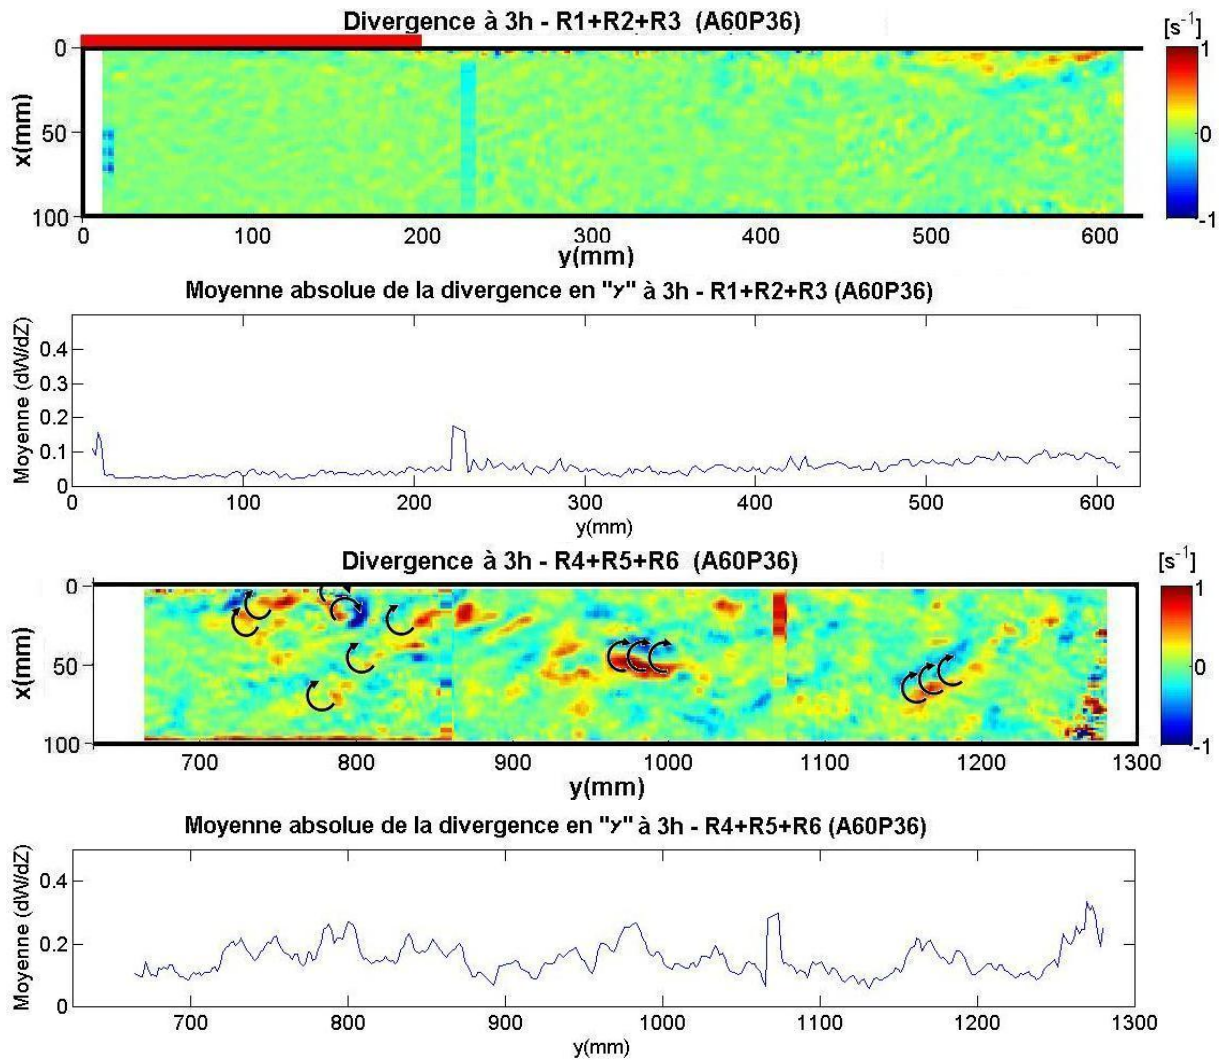 Divergence à 3h - R1+R2+R3 (A60P36)
[s-1]
0
50
100
x(mm)
0 100 200 300 400 500 600
y(mm)
1
0
-1
Moyenne absolue de la divergence en "Y" à 3h - R1+R2+R3 (A60P36)
Moyenne (dW/dZ)
0.4
0.3
0.2
0.1
0
0 100 200 300 400 500 600
y(mm)
Divergence à 3h - R4+R5+R6 (A60P36)
[s-1]
0
50
100
x(mm)
700 800 900 1000 1100 1200 1300
y(mm)
1
0
-1
Moyenne absolue de la divergence en "Y" à 3h - R4+R5+R6 (A60P36)
Moyenne (dW/dZ)
0.4
0.2
0
700 800 900 1000 1100 1200 1300
y(mm)